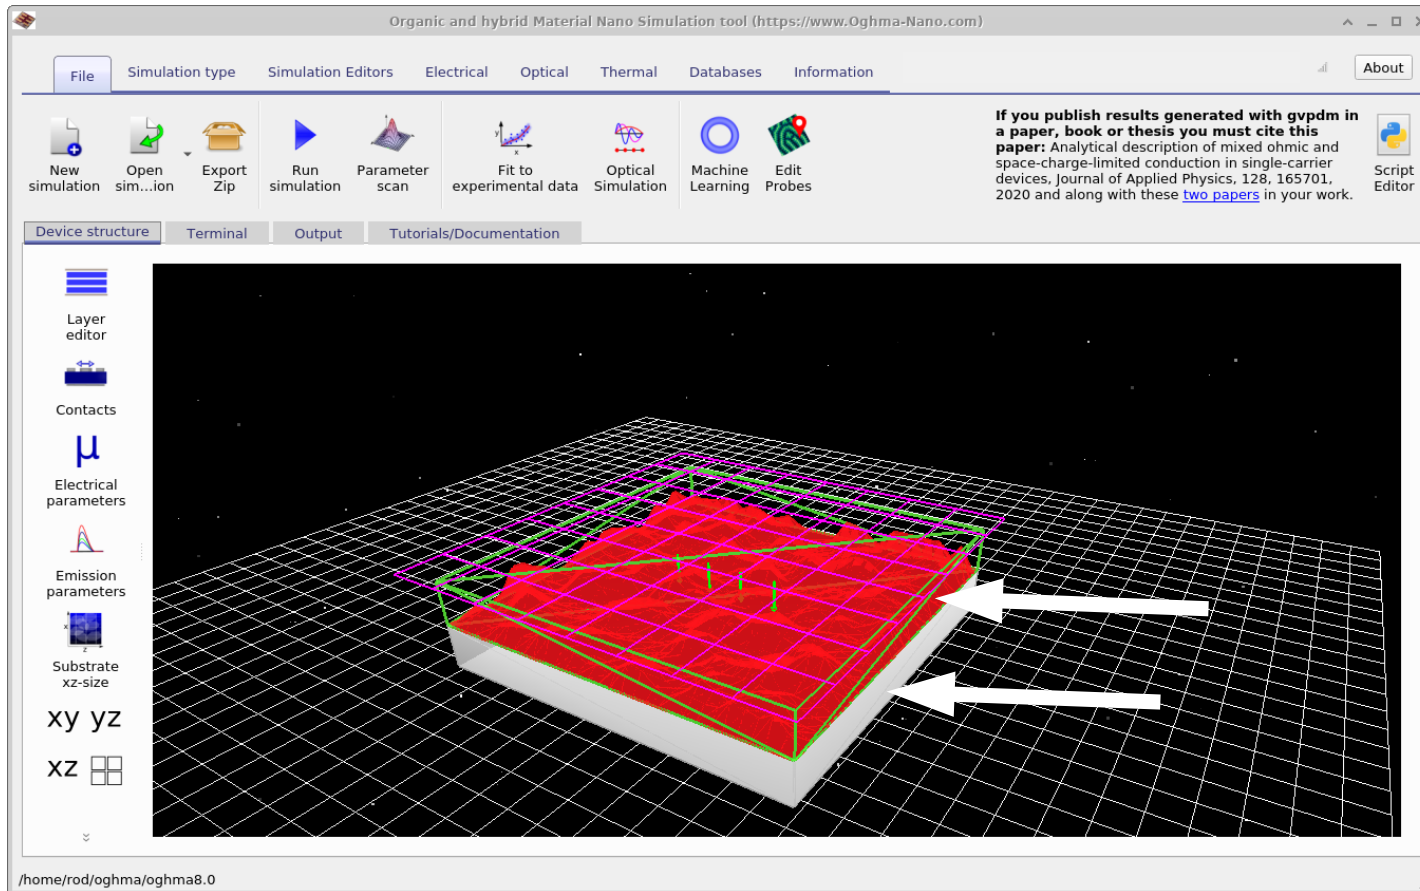 Organic and hybrid Material Nano Simulation tool (https://www.Oghma-Nano.com)
File Simulation type Simulation Editors Electrical Optical Thermal Databases Information About
New simulation
Open sim...ion
Export Zip
Run simulation
Parameter scan
Fit to experimental data
Optical Simulation
Machine Learning
Edit Probes
If you publish results generated with gvpdm in
a paper, book or thesis you must cite this
paper: Analytical description of mixed ohmic and
space-charge-limited conduction in single-carrier
devices, Journal of Applied Physics, 128, 165701,
2020 and along with these two papers in your work.
Script
Editor
Device structure Terminal Output Tutorials/Documentation
Layer
editor
Contacts
μ
Electrical
parameters
Emission
parameters
x
z
Substrate
xz-size
xy yz
xz
/home/rod/oghma/oghma8.0